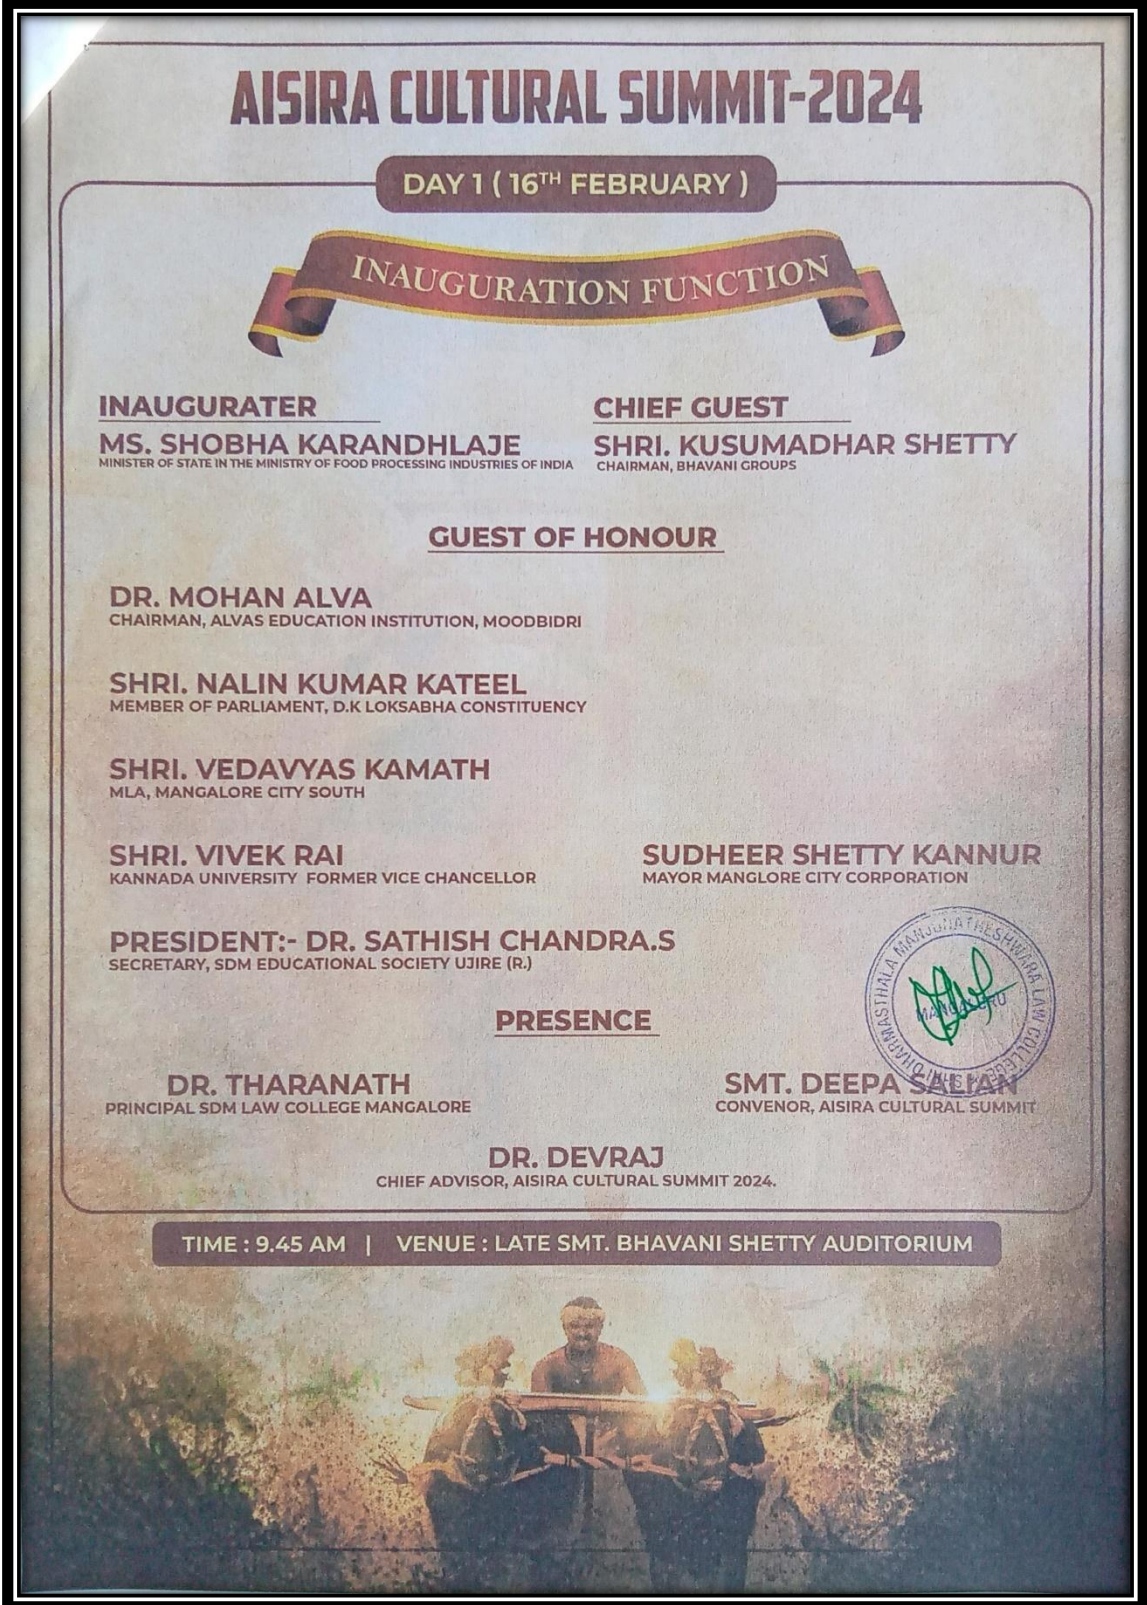 AISIRA CULTURAL SUMMIT-2024
DAY 1 ( 16TH FEBRUARY )
INAUGURATION FUNCTION
INAUGURATER
MS. SHOBHA KARANDHLAJE
MINISTER OF STATE IN THE MINISTRY OF FOOD PROCESSING INDUSTRIES OF INDIA
CHIEF GUEST
SHRI. KUSUMADHAR SHETTY
CHAIRMAN, BHAVANI GROUPS
GUEST OF HONOUR
DR. MOHAN ALVA
CHAIRMAN, ALVAS EDUCATION INSTITUTION, MOODBIDRI
SHRI. NALIN KUMAR KATEEL
MEMBER OF PARLIAMENT, D.K LOKSABHA CONSTITUENCY
SHRI. VEDAVYAS KAMATH
MLA, MANGALORE CITY SOUTH
SHRI. VIVEK RAI
KANNADA UNIVERSITY FORMER VICE CHANCELLOR
SUDHEER SHETTY KANNUR
MAYOR MANGLORE CITY CORPORATION
PRESIDENT:- DR. SATHISH CHANDRA.S
SECRETARY, SDM EDUCATIONAL SOCIETY UJIRE (R.)
SHRI DHARMASTHALA MANJUNATHESHWARA LAW COLLEGE
MANGALURU
PRESENCE
DR. THARANATH
PRINCIPAL SDM LAW COLLEGE MANGALORE
SMT. DEEPA SALIAN
CONVENOR, AISIRA CULTURAL SUMMIT
DR. DEVRAJ
CHIEF ADVISOR, AISIRA CULTURAL SUMMIT 2024.
TIME : 9.45 AM | VENUE : LATE SMT. BHAVANI SHETTY AUDITORIUM